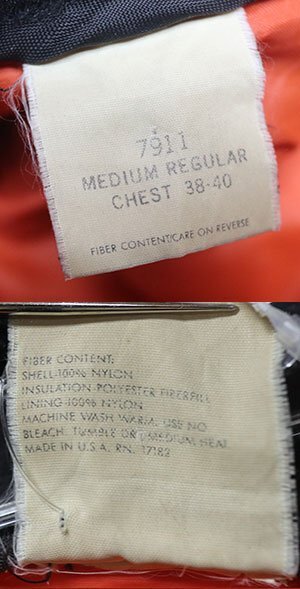 7911
MEDIUM REGULAR
CHEST 38-40
FIBER CONTENT/CARE ON REVERSE
FIBER CONTENT:
SHELL-100% NYLON
INSULATION-POLYESTER FIBERFILL
LINING-100% NYLON
MACHINE WASH WARM. USE NO
BLEACH. TUMBLE DRY MEDIUM HEAT
MADE IN U.S.A. RN. 17183